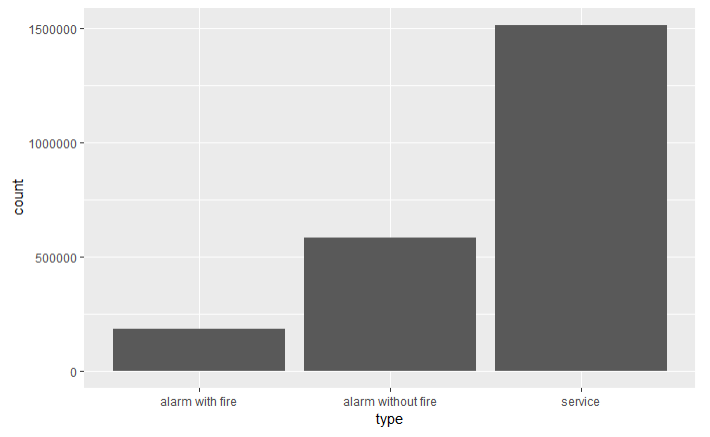 1500000
1000000
500000
0
count
alarm with fire
alarm without fire
service
type